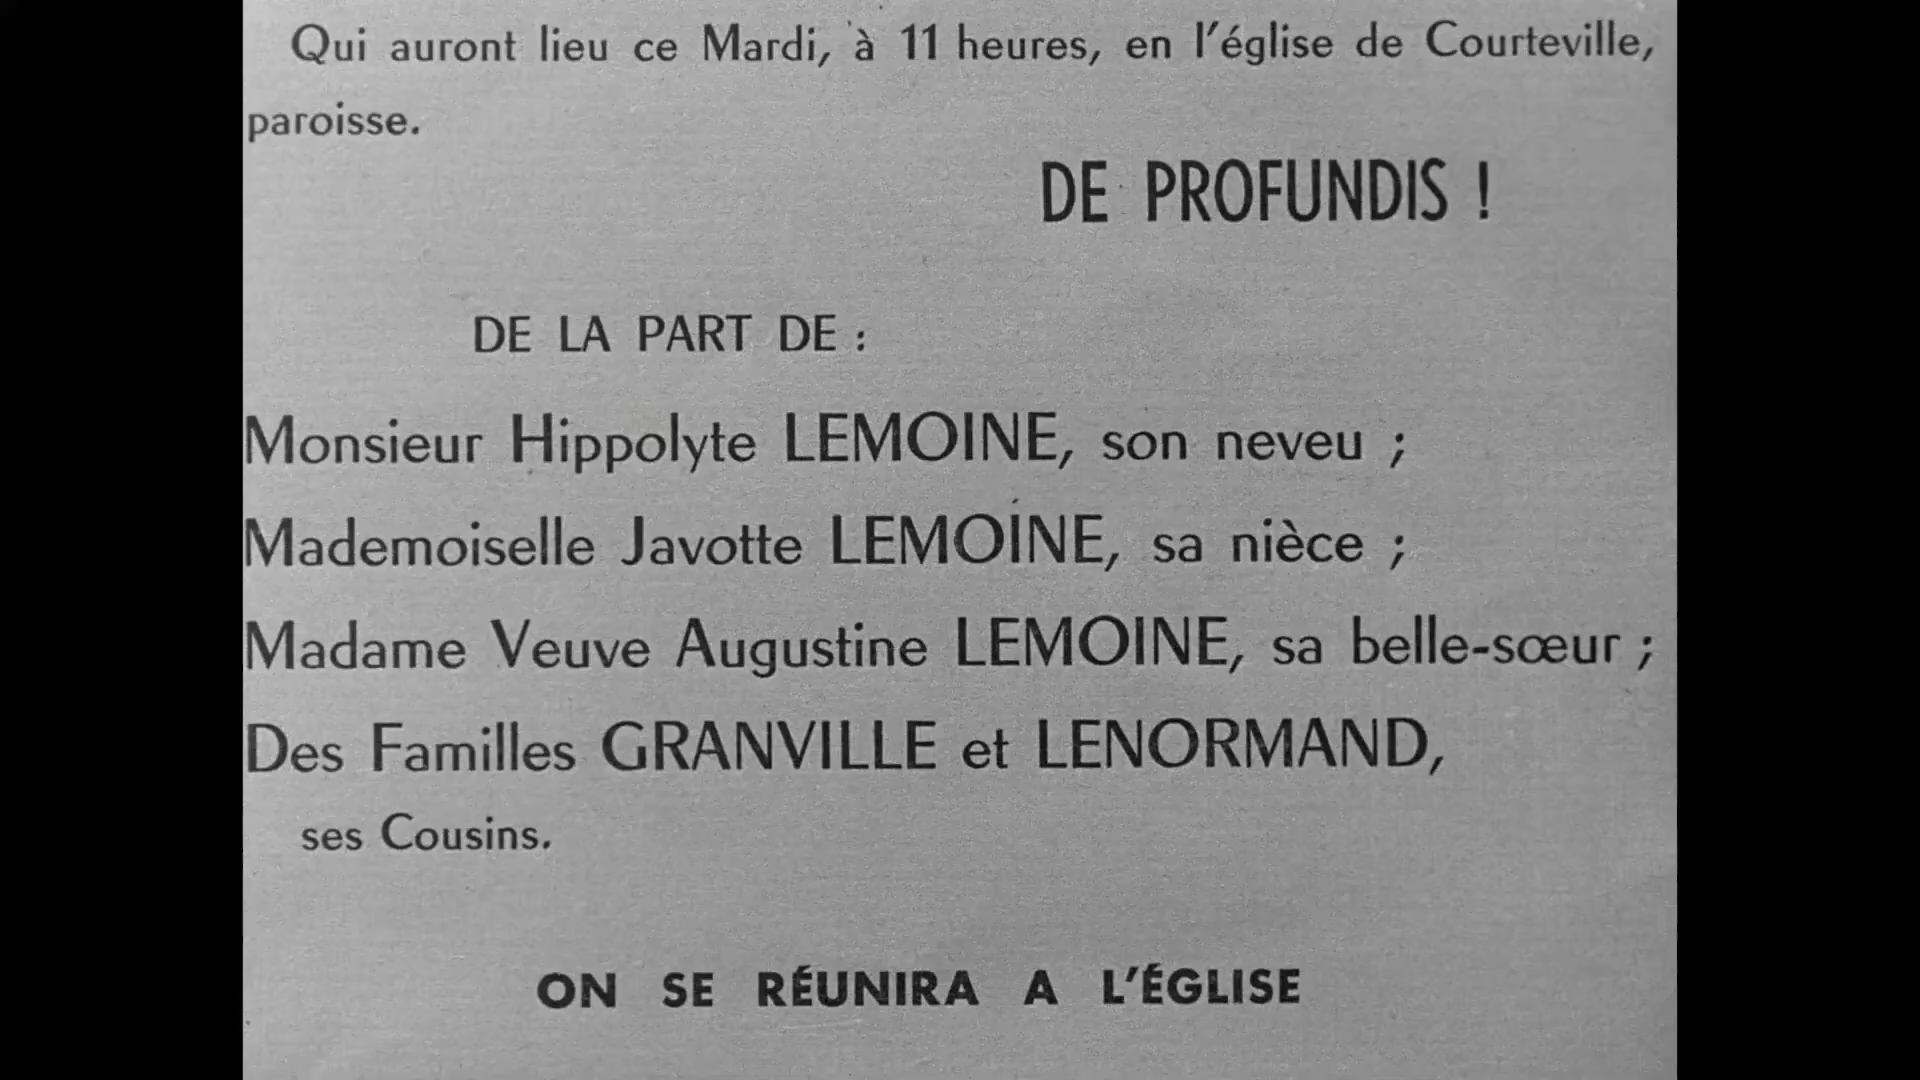 Qui auront lieu ce Mardi, à 11 heures, en l'église de Courteville,
paroisse.
DE PROFUNDIS !
DE LA PART DE :
Monsieur Hippolyte LEMOINE, son neveu ;
Mademoiselle Javotte LEMOINE, sa nièce ;
Madame Veuve Augustine LEMOINE, sa belle-sœur ;
Des Familles GRANVILLE et LENORMAND,
ses Cousins.
ON SE RÉUNIRA A L'ÉGLISE